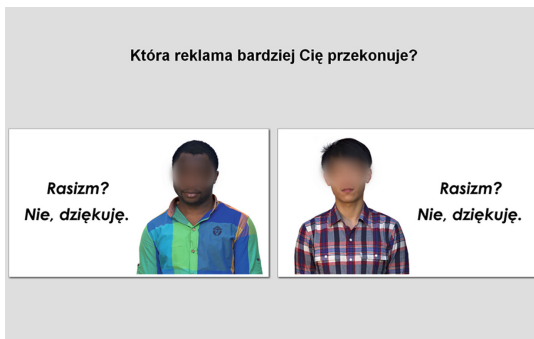 Która reklama bardziej Cię przekonuje?
Rasizm?
Nie, dziękuję.
Rasizm?
Nie, dziękuję.